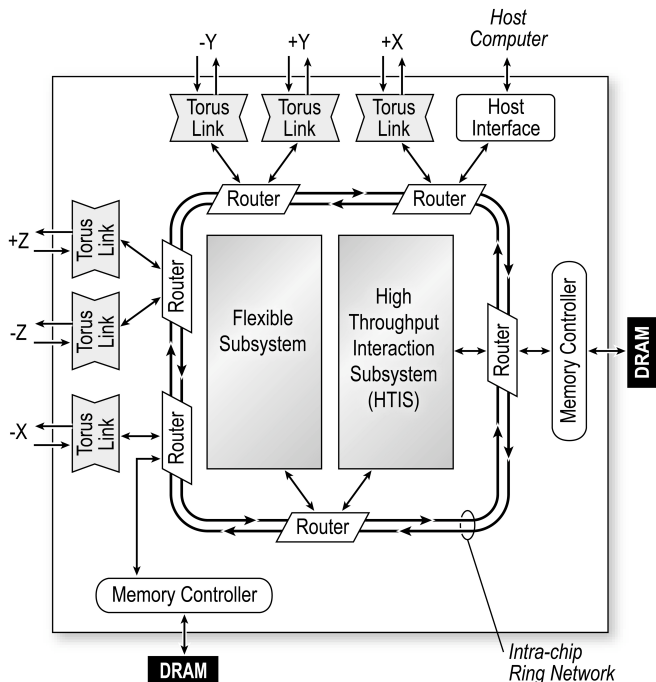 Host
Computer
-Y
+Y
+X
Torus
Link
Torus
Link
Torus
Link
Host
Interface
Router
Router
+Z
Torus
Link
Router
-Z
Torus
Link
Flexible
Subsystem
High
Throughput
Interaction
Subsystem
(HTIS)
Router
Memory Controller
DRAM
-X
Torus
Link
Router
Router
Memory Controller
DRAM
Intra-chip
Ring Network